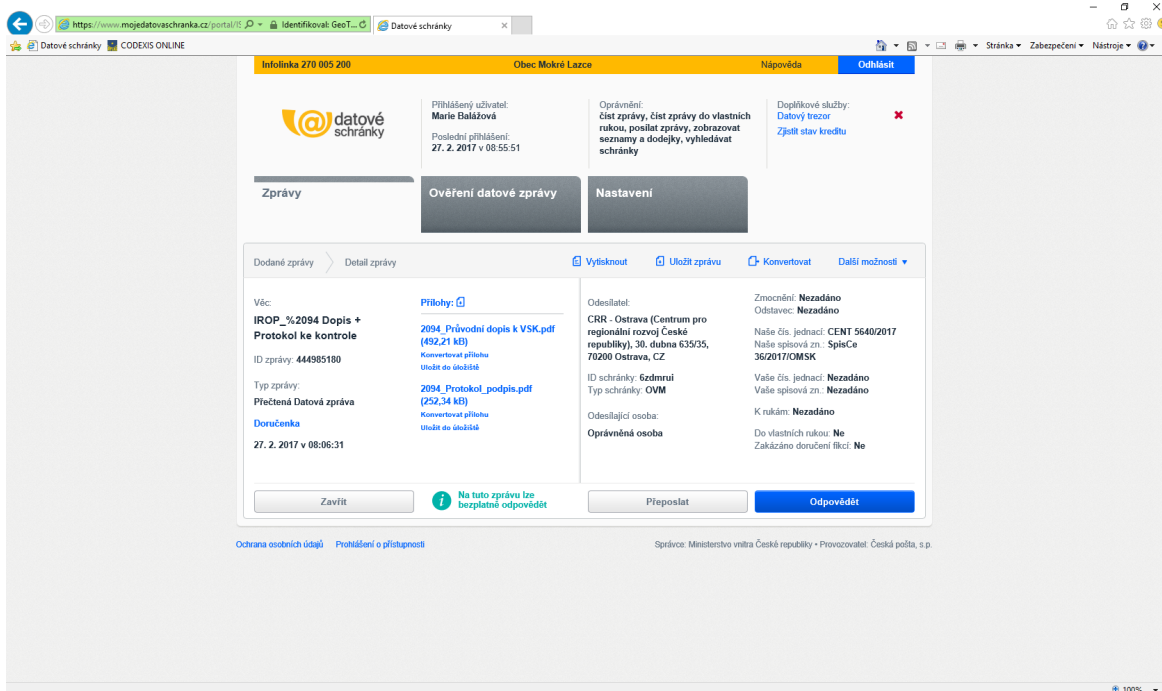 https://www.mojedatovaschranka.cz/portal/IS
Identifikoval: GeoT...
Datové schránky
Datové schránky
CODEXIS ONLINE
Stránka
Zabezpečení
Nástroje
Infolinka 270 005 200
Obec Mokré Lazce
Nápověda
Odhlásit
datové
schránky
Přihlášený uživatel:
Marie Balážová
Poslední přihlášení:
27. 2. 2017 v 08:55:51
Oprávnění:
číst zprávy, číst zprávy do vlastních
rukou, posílat zprávy, zobrazovat
seznamy a dodejky, vyhledávat
schránky
Doplňkové služby:
Datový trezor
Zjistit stav kreditu
Zprávy
Ověření datové zprávy
Nastavení
Dodané zprávy
Detail zprávy
Vytisknout
Uložit zprávu
Konvertovat
Další možnosti
Věc:
IROP_%2094 Dopis +
Protokol ke kontrole
ID zprávy: 444985180
Typ zprávy:
Přečtená Datová zpráva
Doručenka
27. 2. 2017 v 08:06:31
Přílohy:
2094_Průvodní dopis k VSK.pdf
(492,21 kB)
Konvertovat přílohu
Uložit do úložiště
2094_Protokol_podpis.pdf
(252,34 kB)
Konvertovat přílohu
Uložit do úložiště
Odesílatel:
CRR - Ostrava (Centrum pro
regionální rozvoj České
republiky), 30. dubna 635/35,
70200 Ostrava, CZ
ID schránky: 6zdmrui
Typ schránky: OVM
Odesílající osoba:
Oprávněná osoba
Zmocnění: Nezadáno
Odstavec: Nezadáno
Naše čís. jednací: CENT 5640/2017
Naše spisová zn.: SpisCe
36/2017/OMSK
Vaše čís. jednací: Nezadáno
Vaše spisová zn.: Nezadáno
K rukám: Nezadáno
Do vlastních rukou: Ne
Zakázáno doručení fikcí: Ne
Zavřít
Na tuto zprávu lze
bezplatně odpovědět
Přeposlat
Odpovědět
Ochrana osobních údajů
Prohlášení o přístupnosti
Správce: Ministerstvo vnitra České republiky • Provozovatel: Česká pošta, s.p.
100%